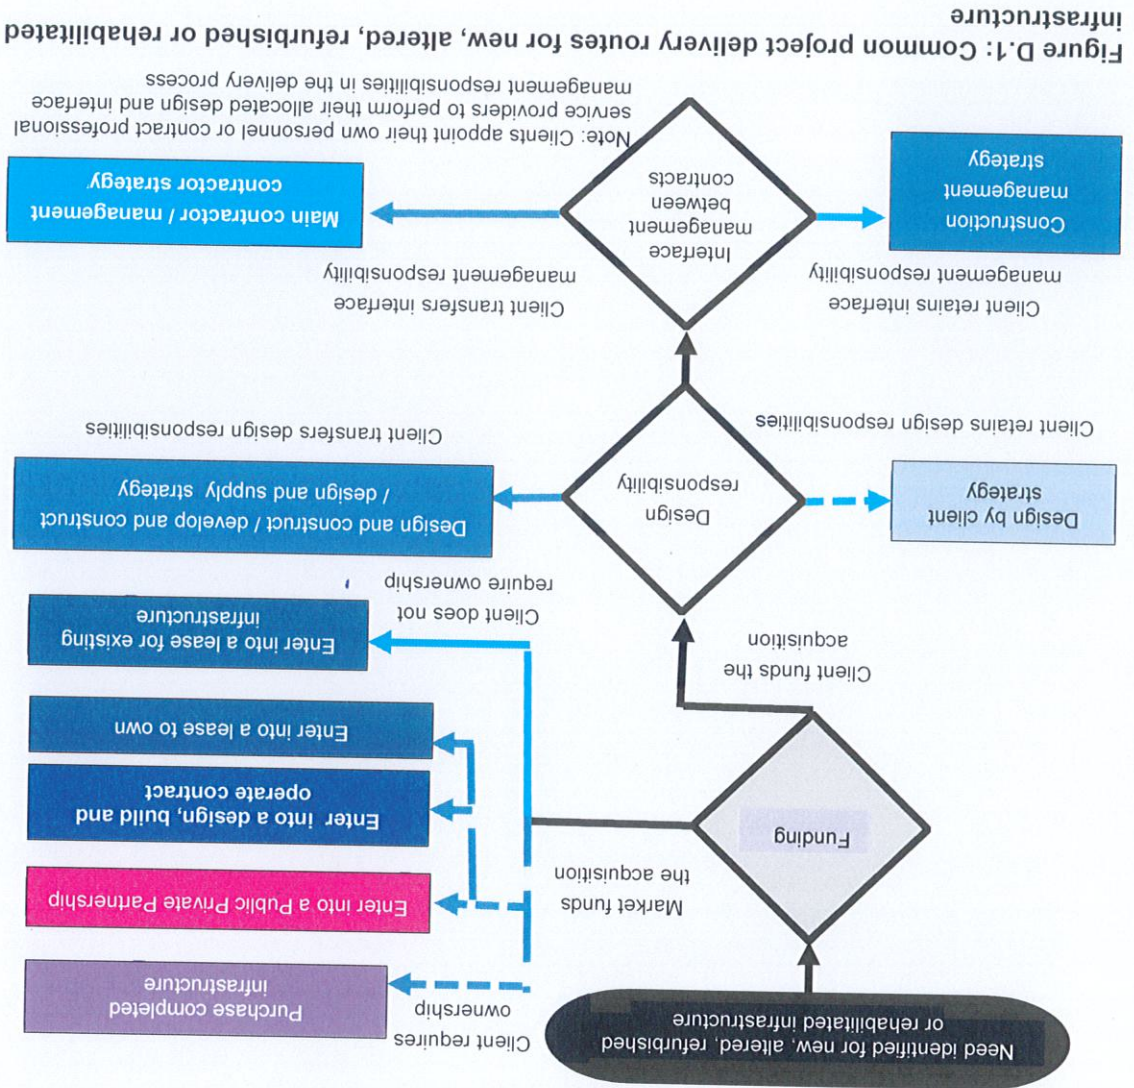 Need identified for new, altered, refurbished
or rehabilitated infrastructure
Funding
Market funds
the acquisition
Client requires
ownership
Purchase completed
infrastructure
Enter into a Public Private Partnership
Enter into a design, build and
operate contract
Enter into a lease to own
Enter into a lease for existing
infrastructure
Client does not
require ownership
Client funds the
acquisition
Design
responsibility
Design by client
strategy
Client retains design responsibilities
Design and construct / develop and construct
/ design and supply strategy
Client transfers design responsibilities
Interface
management
between
contracts
Client retains interface
management responsibility
Construction
management
strategy
Client transfers interface
management responsibility
Main contractor / management
contractor strategy
Note: Clients appoint their own personnel or contract professional
service providers to perform their allocated design and interface
management responsibilities in the delivery process
Figure D.1: Common project delivery routes for new, altered, refurbished or rehabilitated
infrastructure